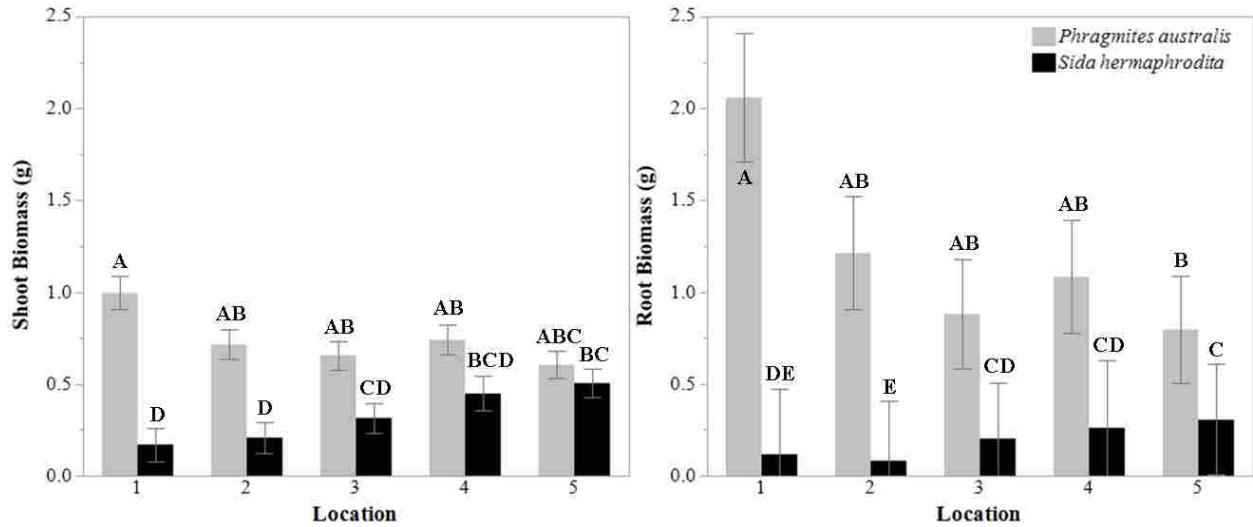 2.5
2.0
1.5
1.0
0.5
0.0
Shoot Biomass (g)
A
D
AB
D
AB
CD
AB
BCD
ABC
BC
1 2 3 4 5
Location
2.5
2.0
1.5
1.0
0.5
0.0
Root Biomass (g)
Phragmites australis
Sida hermaphrodita
A
DE
AB
E
AB
CD
AB
CD
B
C
1 2 3 4 5
Location